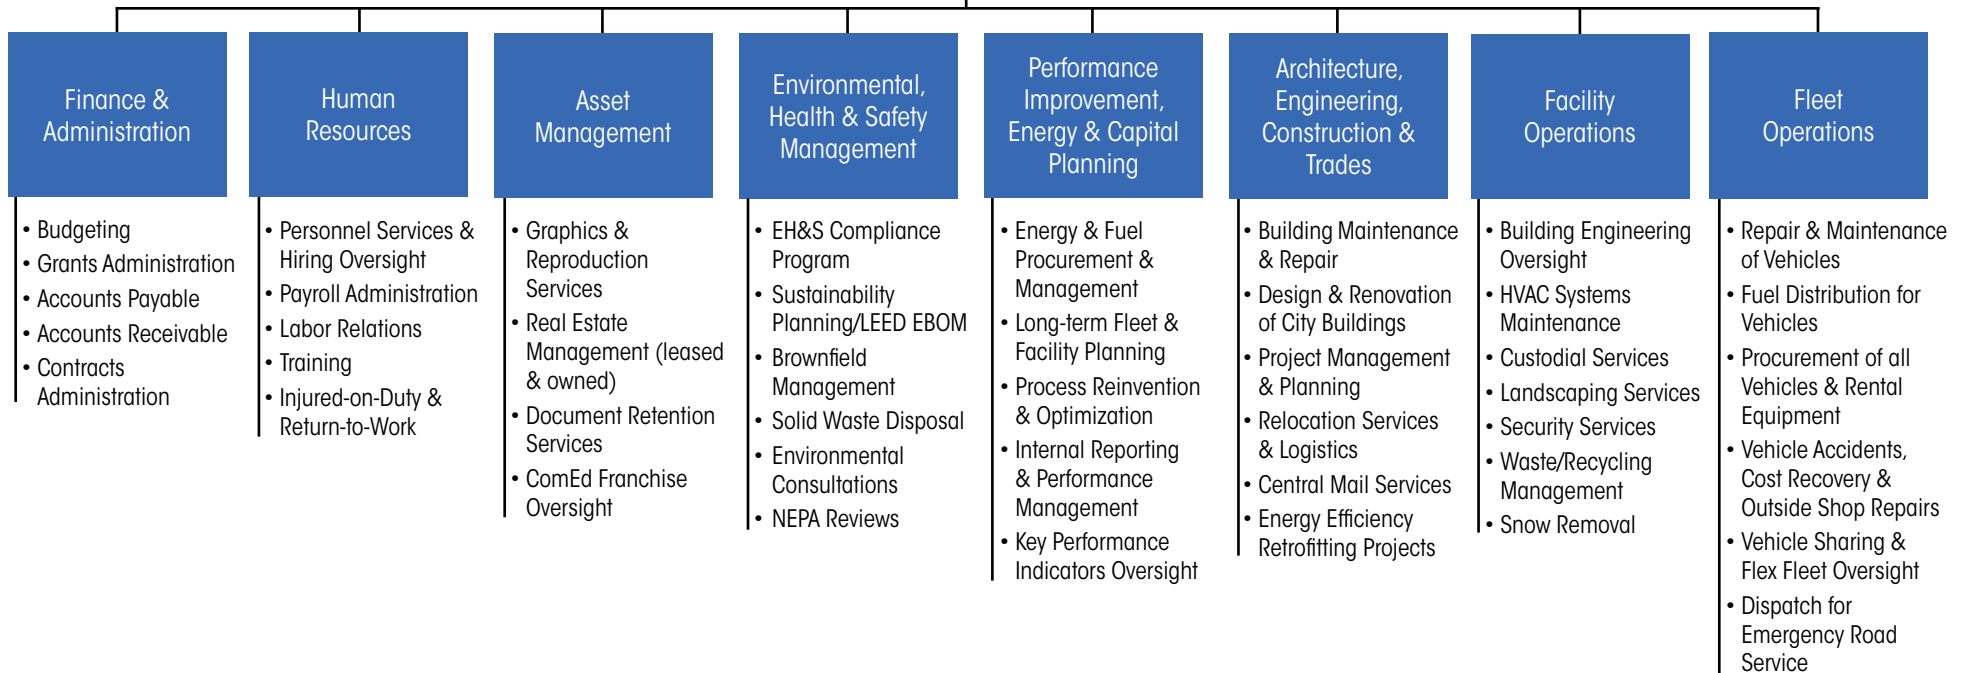 Finance &
Administration
• Budgeting
• Grants Administration
• Accounts Payable
• Accounts Receivable
• Contracts
Administration
Human
Resources
• Personnel Services &
Hiring Oversight
• Payroll Administration
• Labor Relations
• Training
• Injured-on-Duty &
Return-to-Work
Asset
Management
• Graphics &
Reproduction
Services
• Real Estate
Management (leased
& owned)
• Document Retention
Services
• ComEd Franchise
Oversight
Environmental,
Health & Safety
Management
• EH&S Compliance
Program
• Sustainability
Planning/LEED EBOM
• Brownfield
Management
• Solid Waste Disposal
• Environmental
Consultations
• NEPA Reviews
Performance
Improvement,
Energy & Capital
Planning
• Energy & Fuel
Procurement &
Management
• Long-term Fleet &
Facility Planning
• Process Reinvention
& Optimization
• Internal Reporting
& Performance
Management
• Key Performance
Indicators Oversight
Architecture,
Engineering,
Construction &
Trades
• Building Maintenance
& Repair
• Design & Renovation
of City Buildings
• Project Management
& Planning
• Relocation Services
& Logistics
• Central Mail Services
• Energy Efficiency
Retrofitting Projects
Facility
Operations
• Building Engineering
Oversight
• HVAC Systems
Maintenance
• Custodial Services
• Landscaping Services
• Security Services
• Waste/Recycling
Management
• Snow Removal
Fleet
Operations
• Repair & Maintenance
of Vehicles
• Fuel Distribution for
Vehicles
• Procurement of all
Vehicles & Rental
Equipment
• Vehicle Accidents,
Cost Recovery &
Outside Shop Repairs
• Vehicle Sharing &
Flex Fleet Oversight
• Dispatch for
Emergency Road
Service